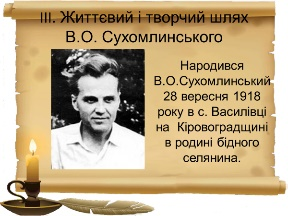 III. Життєвий і творчий шлях
В.О. Сухомлинського
Народився
В.О.Сухомлинський
28 вересня 1918
року в с. Василівці
на Кіровоградщині
в родині бідного
селянина.